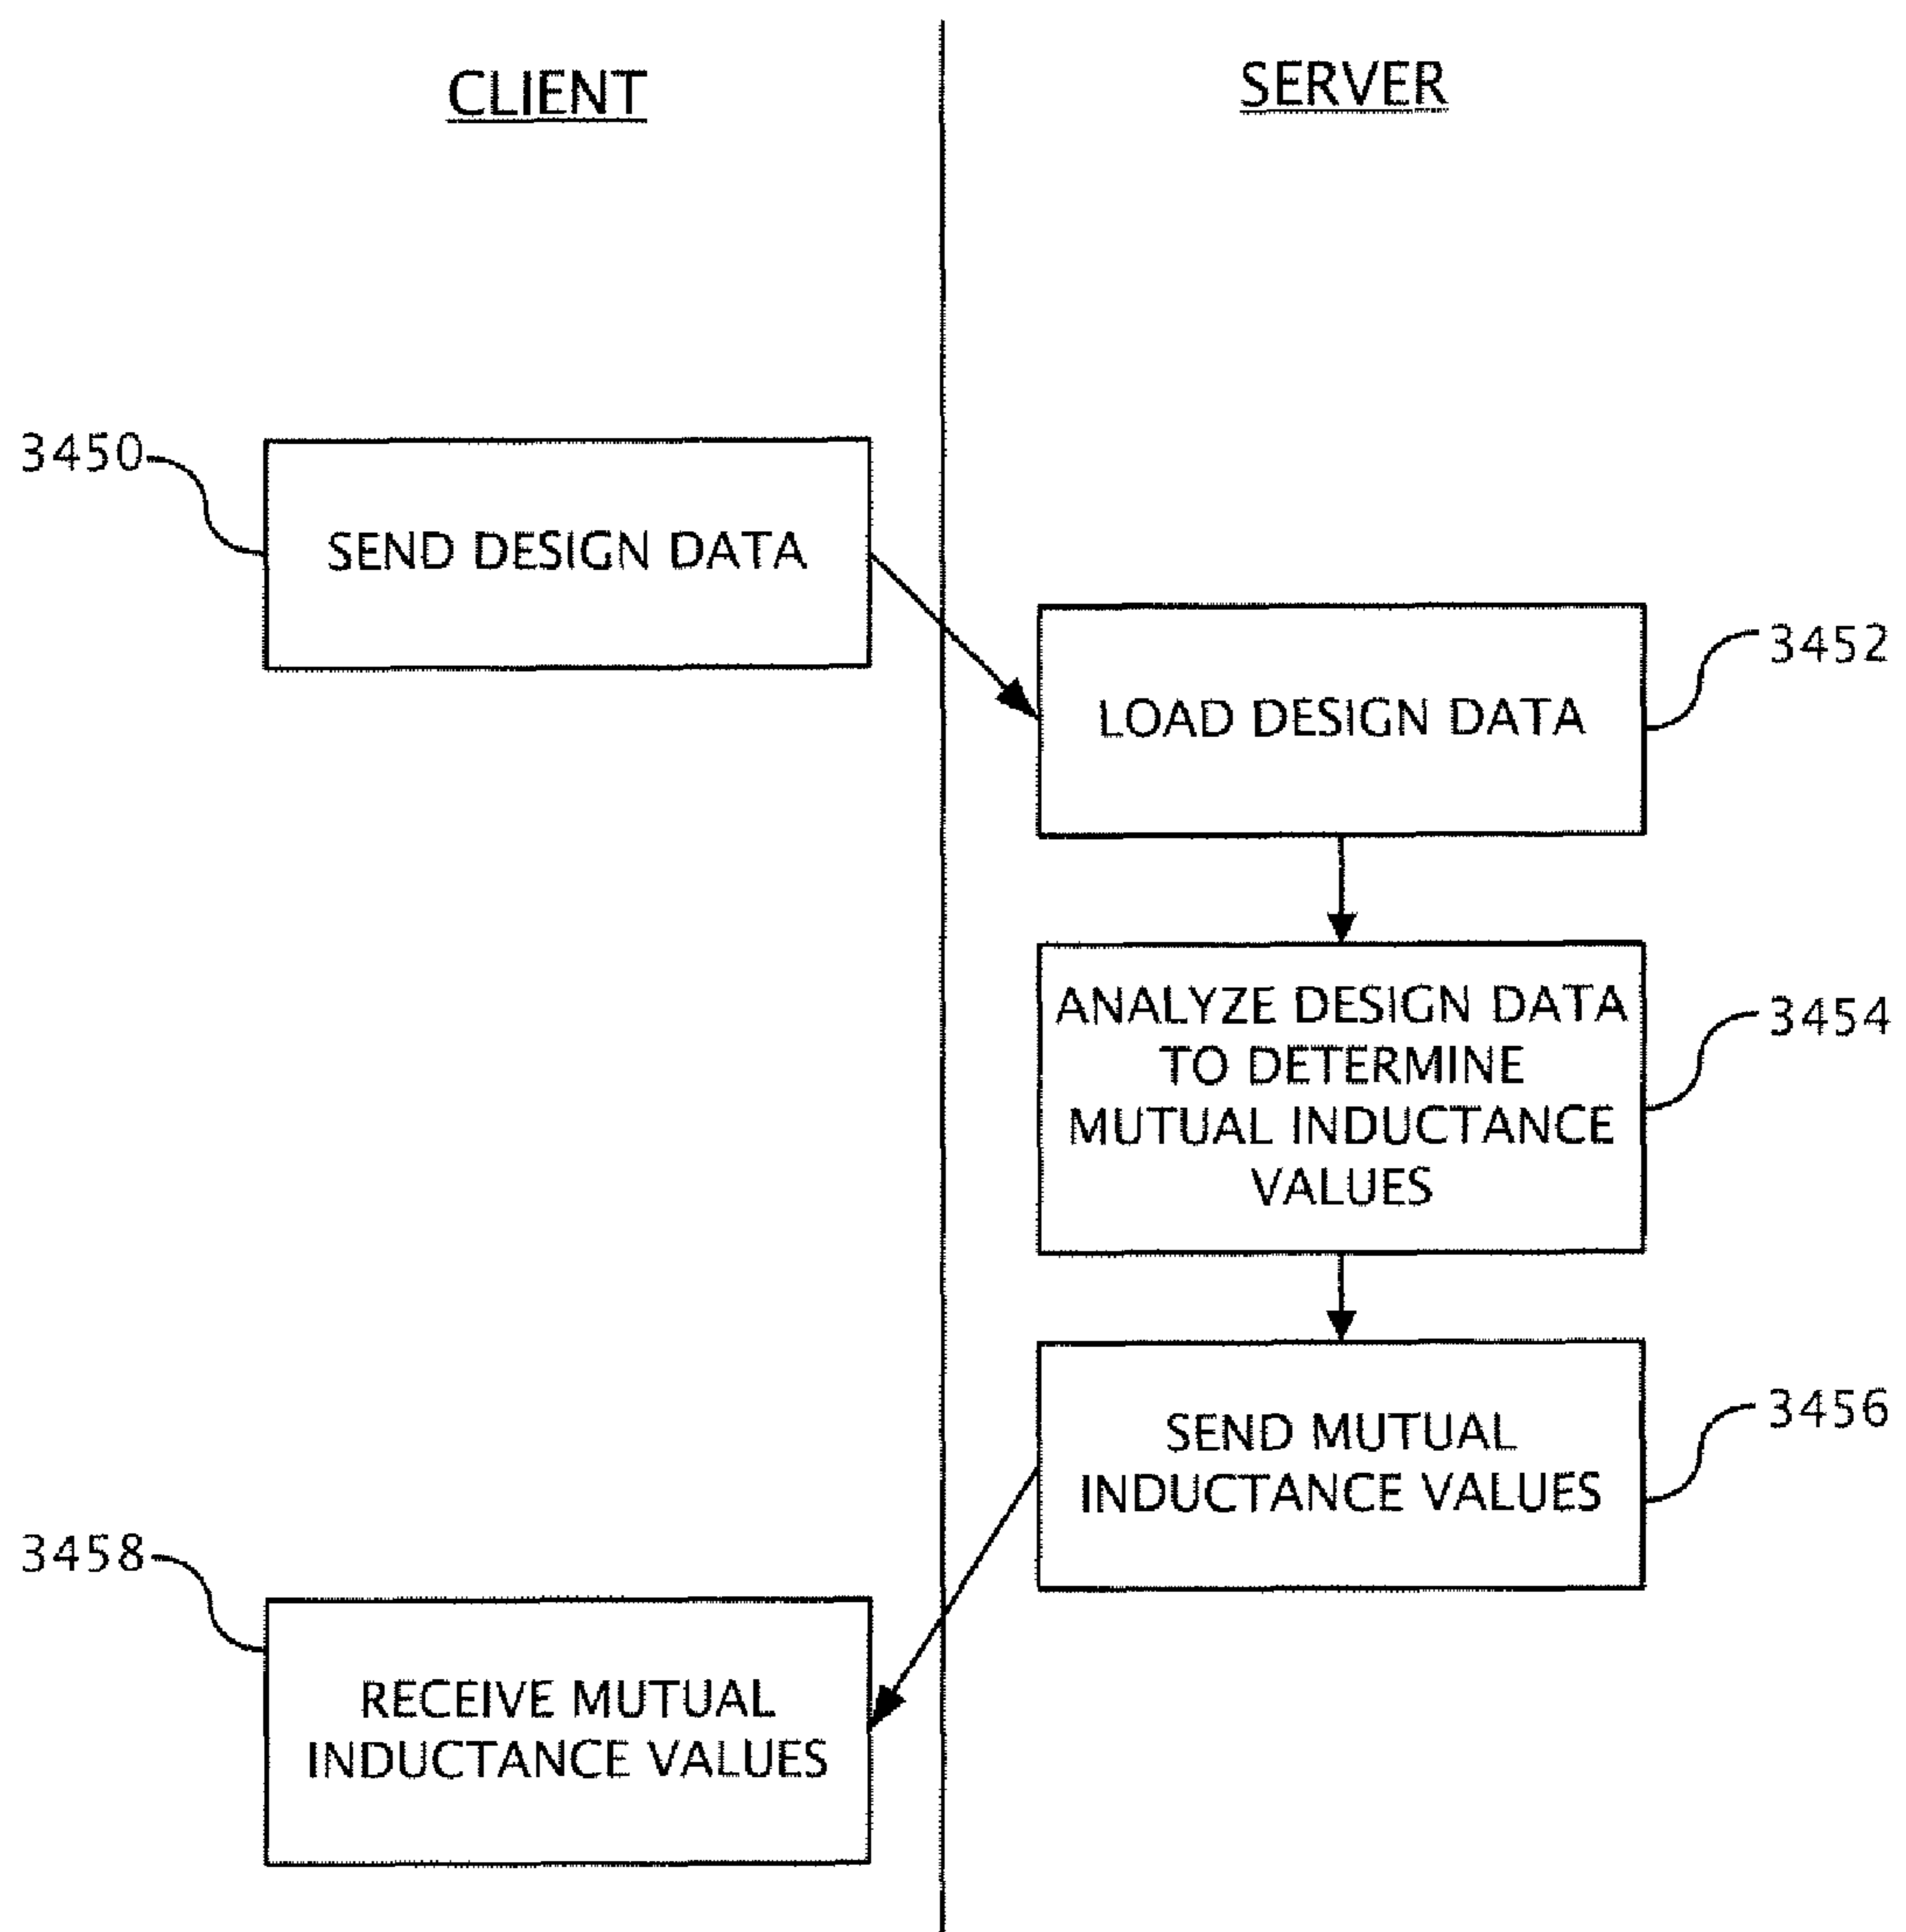 CLIENT
SERVER
3450
SEND DESIGN DATA
3452
LOAD DESIGN DATA
3454
ANALYZE DESIGN DATA
TO DETERMINE
MUTUAL INDUCTANCE
VALUES
3456
SEND MUTUAL
INDUCTANCE VALUES
3458
RECEIVE MUTUAL
INDUCTANCE VALUES